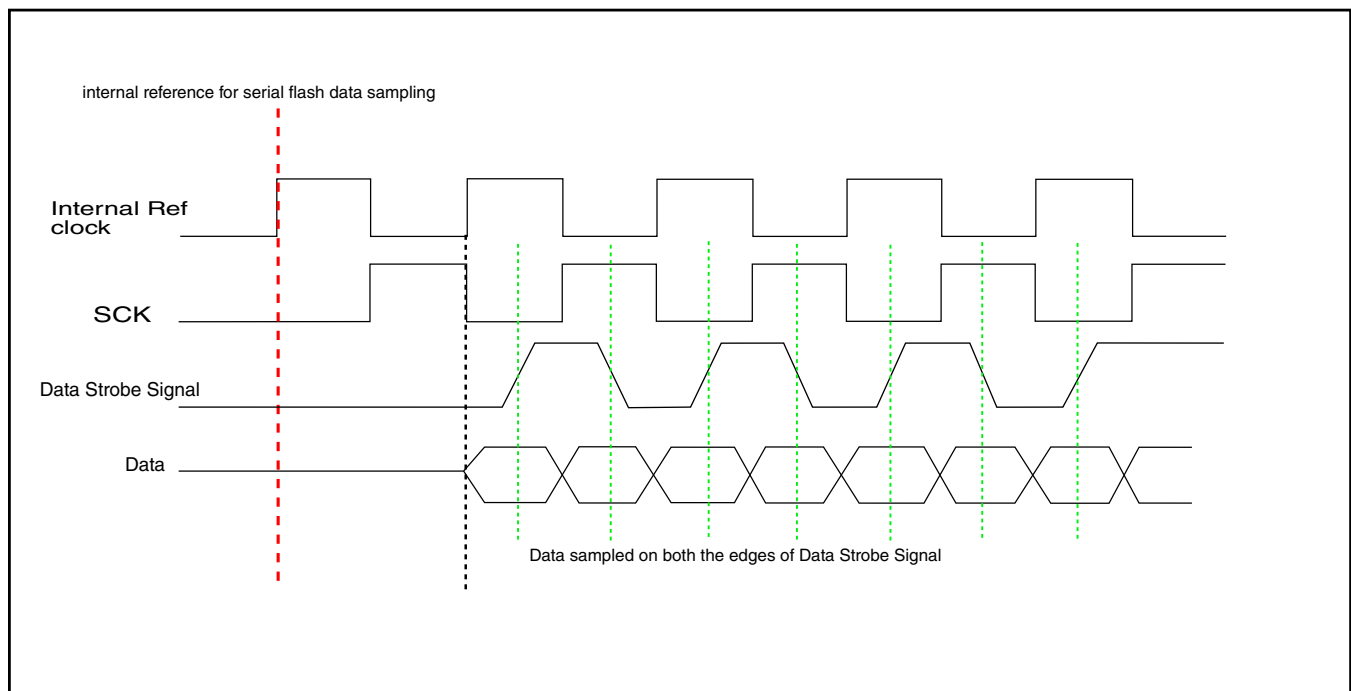 internal reference for serial flash data sampling
Internal Ref
clock
SCK
Data Strobe Signal
Data
Data sampled on both the edges of Data Strobe Signal